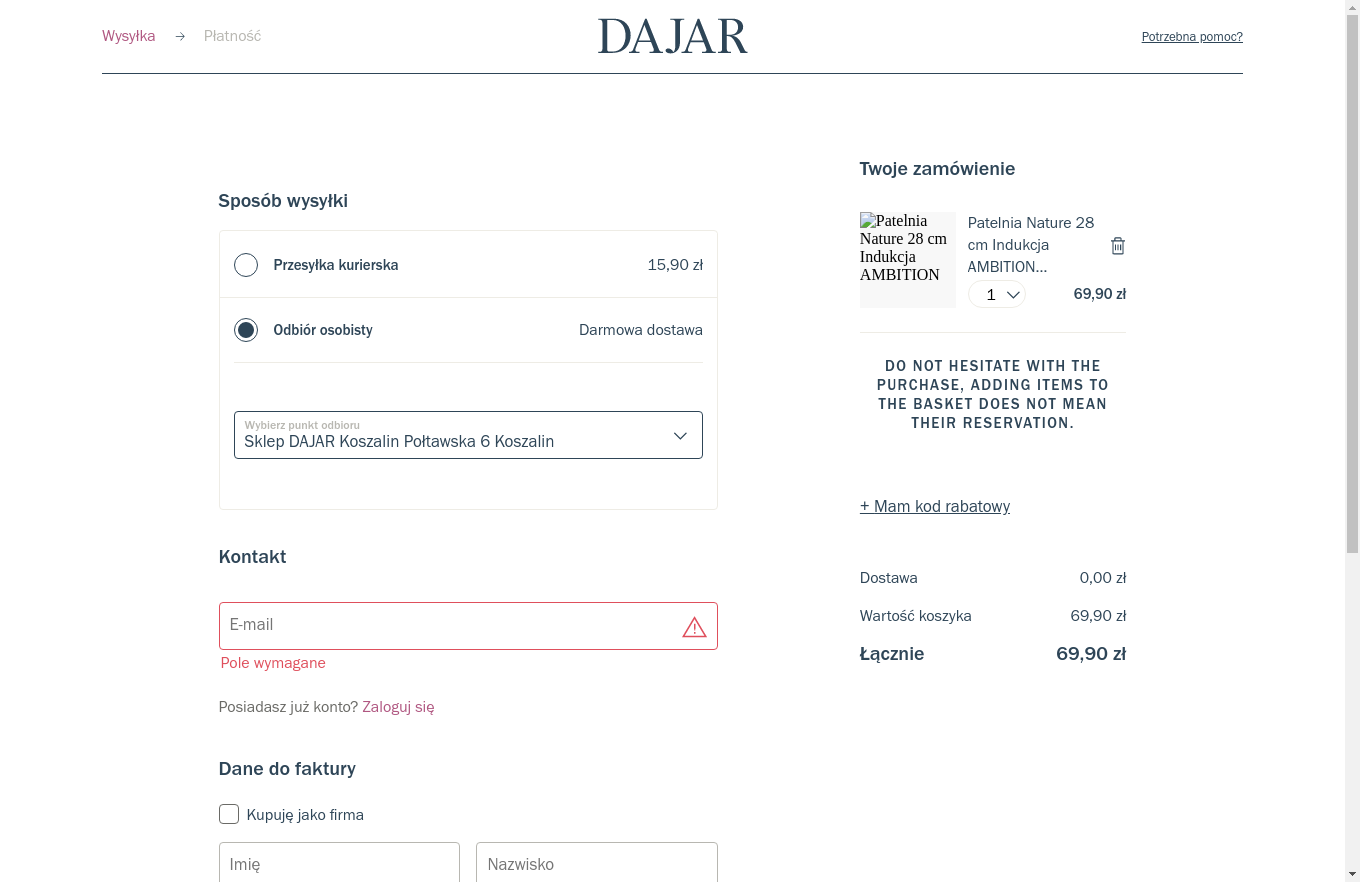 Wysyłka
Płatność
DAJAR
Potrzebna pomoc?
Sposób wysyłki
Przesyłka kurierska
15,90 zł
Odbiór osobisty
Darmowa dostawa
Wybierz punkt odbioru
Sklep DAJAR Koszalin Połtawska 6 Koszalin
Kontakt
E-mail
Pole wymagane
Posiadasz już konto? Zaloguj się
Dane do faktury
Kupuję jako firma
Imię
Nazwisko
Twoje zamówienie
Patelnia
Nature 28 cm
Indukcja
AMBITION
Patelnia Nature 28
cm Indukcja
AMBITION...
1
69,90 zł
DO NOT HESITATE WITH THE
PURCHASE, ADDING ITEMS TO
THE BASKET DOES NOT MEAN
THEIR RESERVATION.
+ Mam kod rabatowy
Dostawa
0,00 zł
Wartość koszyka
69,90 zł
Łącznie
69,90 zł